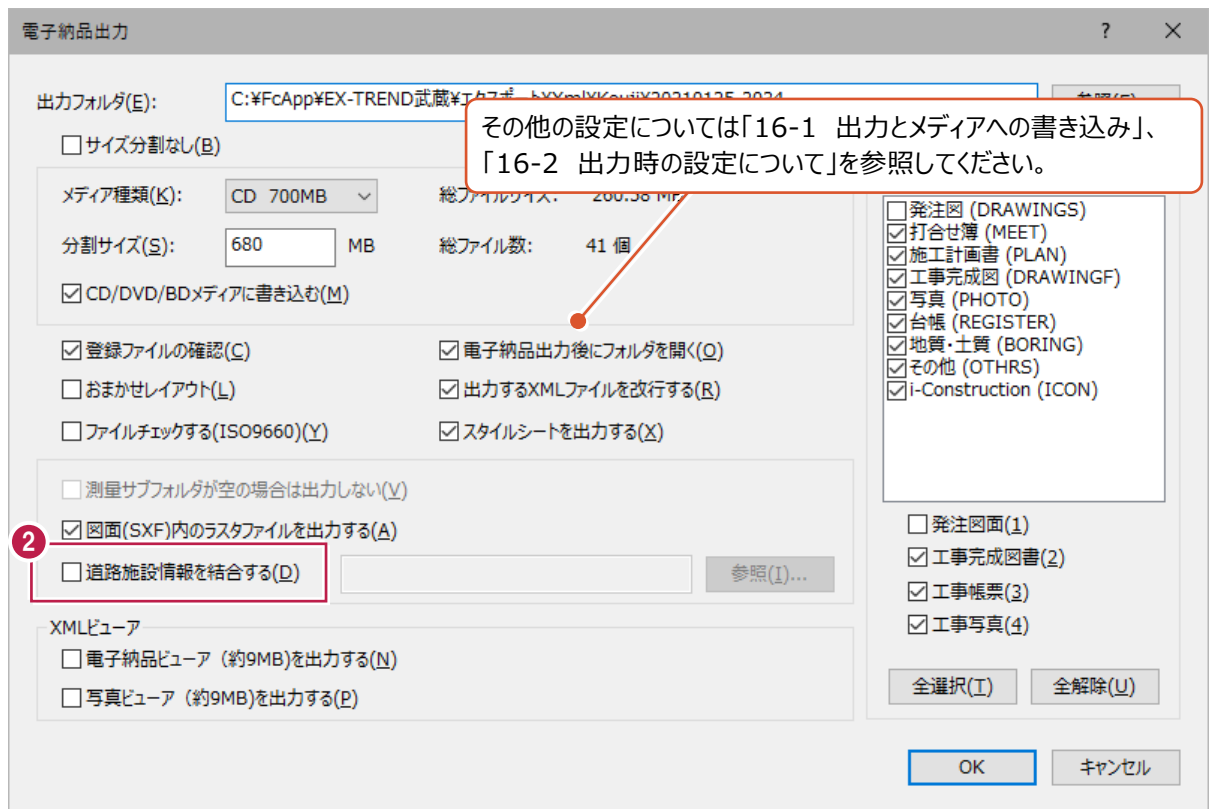 電子納品出力 ? ×
出力フォルダ(E): C:¥FcApp¥EX-TREND武蔵¥エクスポート¥Xml¥Kouji¥20210125-2024
その他の設定については「16-1 出力とメディアへの書き込み」、
「16-2 出力時の設定について」を参照してください。
サイズ分割なし(B)
メディア種類(K): CD 700MB 総ファイルサイズ: 260.58 MB
分割サイズ(S): 680 MB 総ファイル数: 41 個
CD/DVD/BDメディアに書き込む(M)
登録ファイルの確認(C) 電子納品出力後にフォルダを開く(O)
おまかせレイアウト(L) 出力するXMLファイルを改行する(R)
ファイルチェックする(ISO9660)(Y) スタイルシートを出力する(X)
測量サブフォルダが空の場合は出力しない(V)
図面(SXF)内のラスタファイルを出力する(A)
2
道路施設情報を結合する(D) 参照(I)...
XMLビューア
電子納品ビューア（約9MB)を出力する(N)
写真ビューア（約9MB)を出力する(P)
発注図 (DRAWINGS)
打合せ簿 (MEET)
施工計画書 (PLAN)
工事完成図 (DRAWINGF)
写真 (PHOTO)
台帳 (REGISTER)
地質・土質 (BORING)
その他 (OTHRS)
i-Construction (ICON)
発注図面(1)
工事完成図書(2)
工事帳票(3)
工事写真(4)
全選択(T) 全解除(U)
OK キャンセル